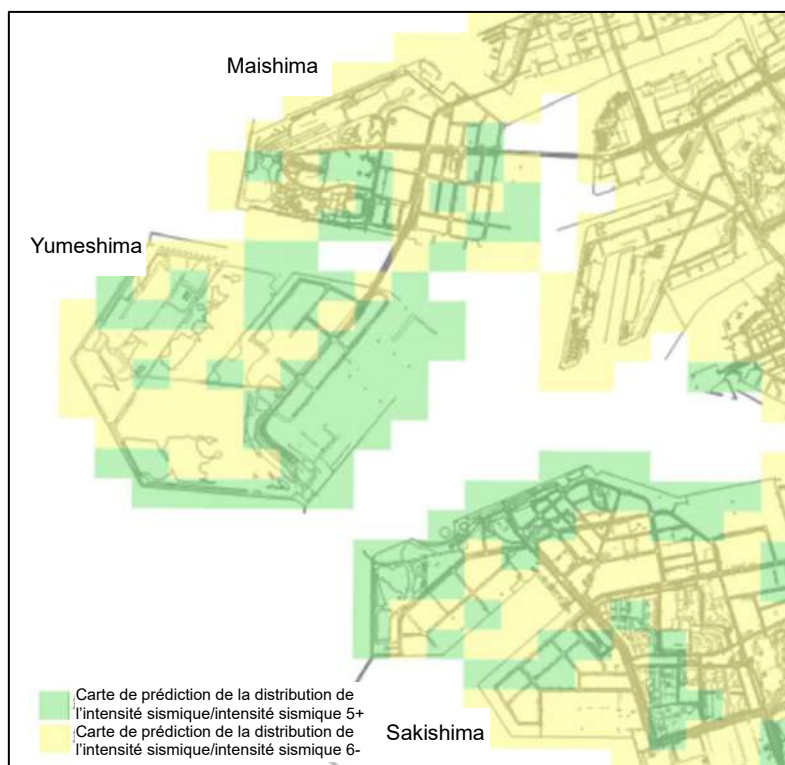 Maishima
Yumeshima
Carte de prédiction de la distribution de
l'intensité sismique/intensité sismique 5+
Carte de prédiction de la distribution de
l'intensité sismique/intensité sismique 6-
Sakishima